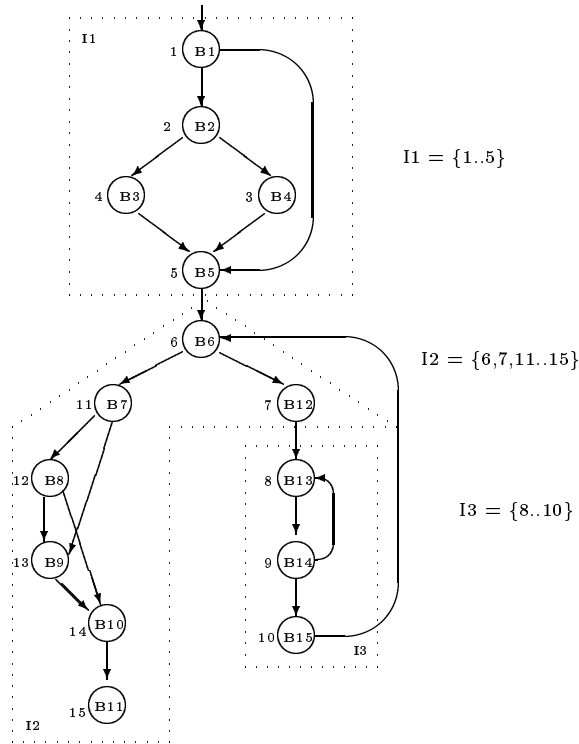 I1
1 B1
2 B2
I1 = {1..5}
4 B3
3 B4
5 B5
6 B6
I2 = {6,7,11..15}
11 B7
7 B12
12 B8
8 B13
I3 = {8..10}
13 B9
9 B14
14 B10
10 B15
I3
15 B11
I2